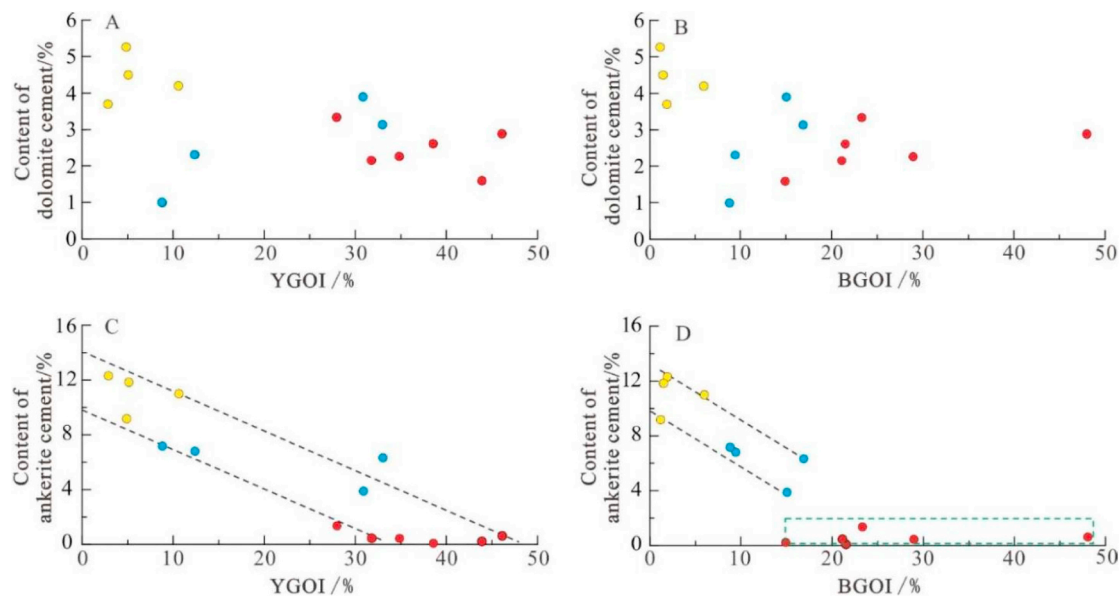 A
Content of
dolomite cement/%
6
5
4
3
2
1
0
0 10 20 30 40 50
YGOI /%
B
Content of
dolomite cement/%
6
5
4
3
2
1
0
0 10 20 30 40 50
BGOI /%
C
Content of
ankerite cement/%
16
12
8
4
0
0 10 20 30 40 50
YGOI /%
D
Content of
ankerite cement/%
16
12
8
4
0
0 10 20 30 40 50
BGOI /%